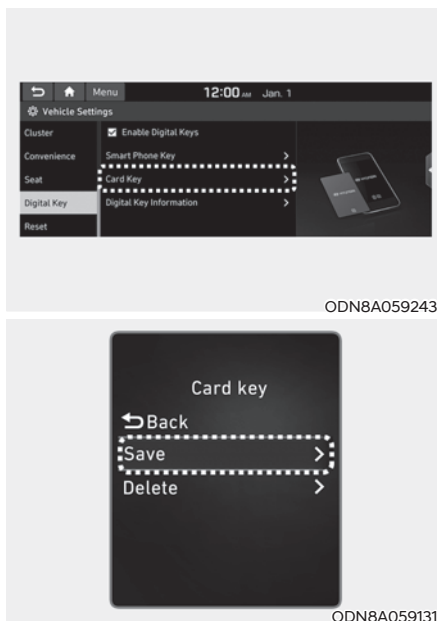 Menu 12:00 AM Jan. 1
Vehicle Settings
Cluster
Enable Digital Keys
Convenience
Smart Phone Key
Seat
Card Key
Digital Key
Digital Key Information
Reset
ODN8A059243
Card key
Back
Save
Delete
ODN8A059131